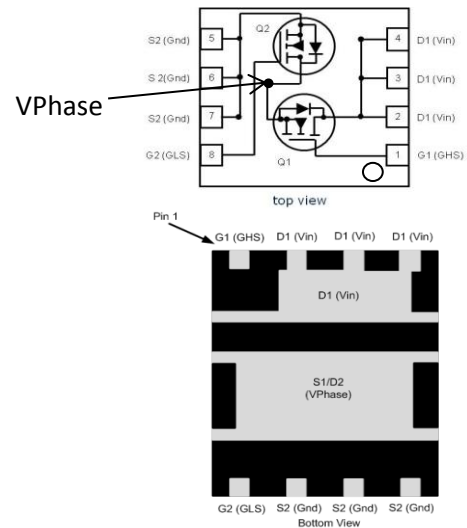 Q2
S2 (Gnd) 5 4 D1 (Vin)
S 2(Gnd) 6 3 D1 (Vin)
VPhase
S2 (Gnd) 7 2 D1 (Vin)
G2 (GLS) 8 1 G1 (GHS)
Q1
top view
Pin 1
G1 (GHS) D1 (Vin) D1 (Vin) D1 (Vin)
D1 (Vin)
S1/D2
(VPhase)
G2 (GLS) S2 (Gnd) S2 (Gnd) S2 (Gnd)
Bottom View